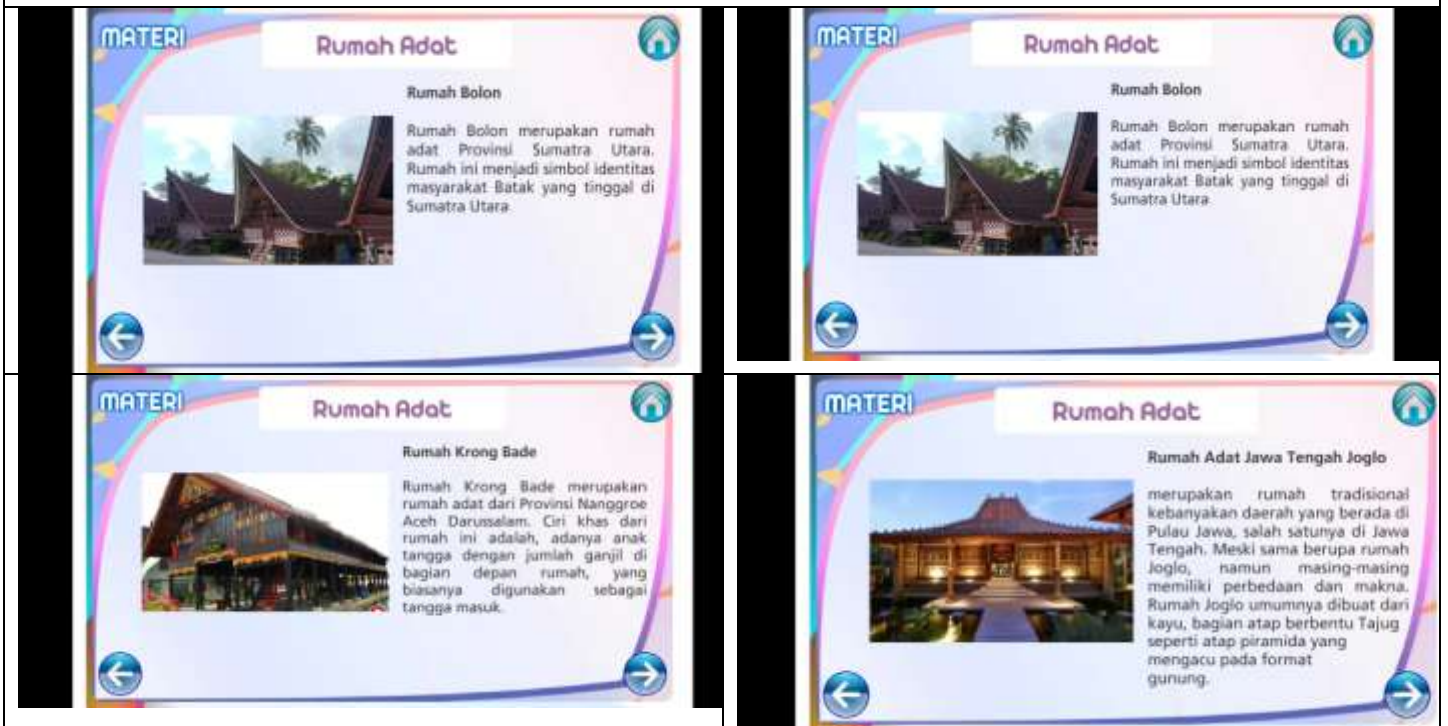 MATERI
Rumah Adat
Rumah Bolon
Rumah Bolon merupakan rumah
adat Provinsi Sumatra Utara.
Rumah ini menjadi simbol identitas
masyarakat Batak yang tinggal di
Sumatra Utara
MATERI
Rumah Adat
Rumah Bolon
Rumah Bolon merupakan rumah
adat Provinsi Sumatra Utara.
Rumah ini menjadi simbol identitas
masyarakat Batak yang tinggal di
Sumatra Utara
MATERI
Rumah Adat
Rumah Krong Bade
Rumah Krong Bade merupakan
rumah adat dari Provinsi Nanggroe
Aceh Darussalam. Ciri khas dari
rumah ini adalah, adanya anak
tangga dengan jumlah ganjil di
bagian depan rumah, yang
biasanya digunakan sebagai
tangga masuk.
MATERI
Rumah Adat
Rumah Adat Jawa Tengah Joglo
merupakan rumah tradisional
kebanyakan daerah yang berada di
Pulau Jawa, salah satunya di Jawa
Tengah. Meski sama berupa rumah
Joglo, namun masing-masing
memiliki perbedaan dan makna.
Rumah Joglo umumnya dibuat dari
kayu, bagian atap berbentu Tajug
seperti atap piramida yang
mengacu pada format
gunung.